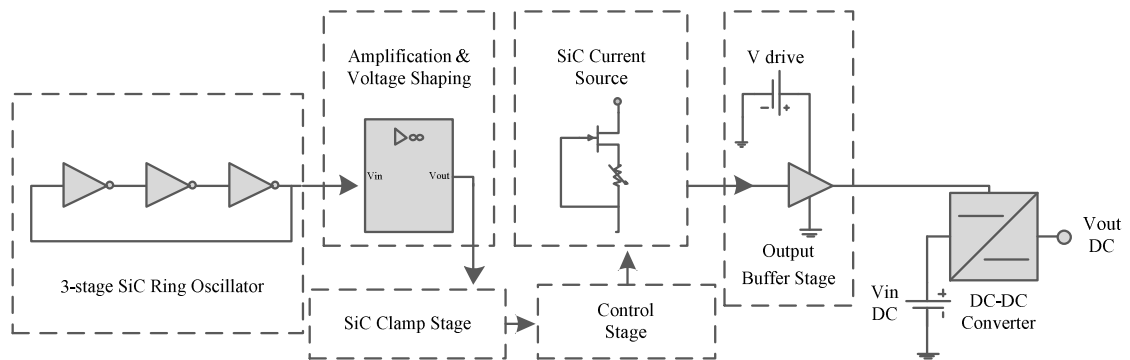 3-stage SiC Ring Oscillator
Amplification &
Voltage Shaping
Vin
Vout
SiC Clamp Stage
Control
Stage
SiC Current
Source
V drive
− +
Output
Buffer Stage
Vin
DC
+
-
DC-DC
Converter
Vout
DC